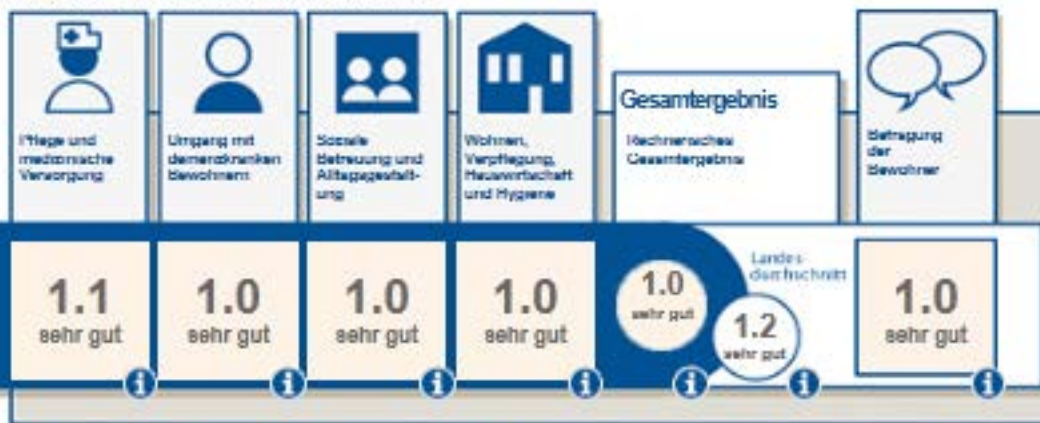 Pflege und
medizinische
Versorgung
Umgang mit
demenzkranken
Bewohnern
Soziale
Betreuung und
Alltagsgestalt-
ung
Wohnen,
Verpflegung,
Hauswirtschaft
und Hygiene
Gesamtergebnis
Rechnerisches
Gesamtergebnis
Befragung
der
Bewohner
1.1
sehr gut
1.0
sehr gut
1.0
sehr gut
1.0
sehr gut
1.0
sehr gut
Landes-
durchschnitt
1.2
sehr gut
1.0
sehr gut